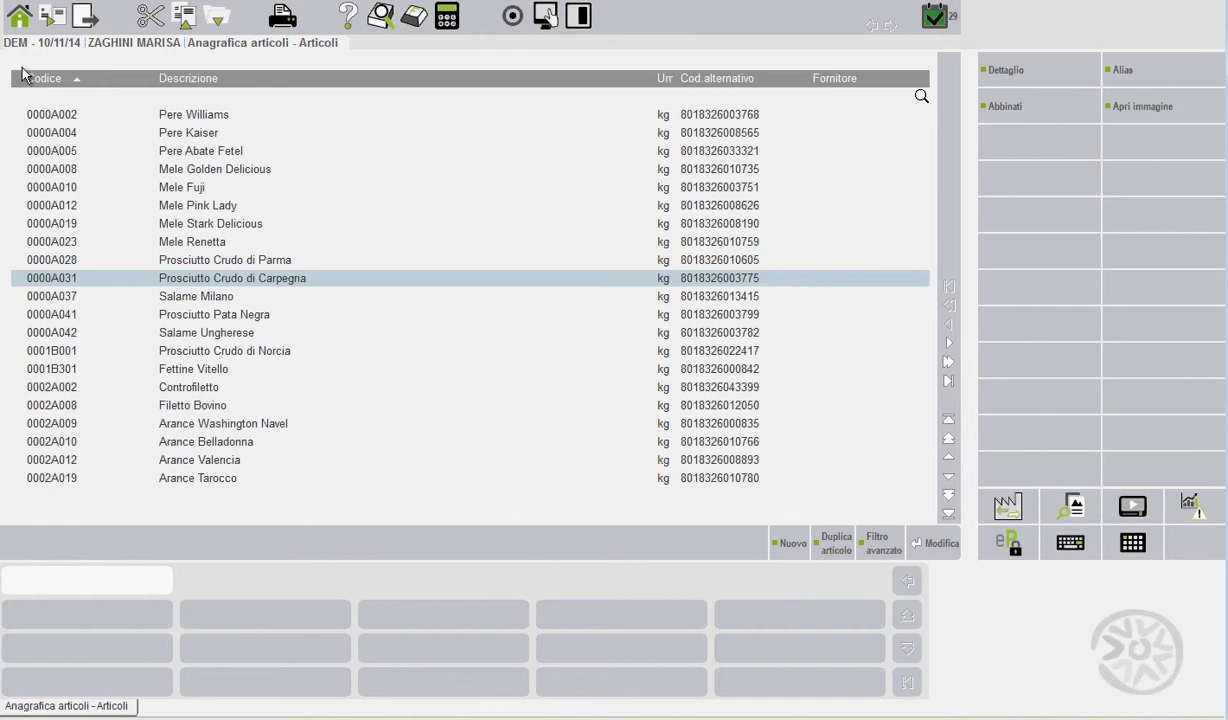 29
DEM - 10/11/14 | ZAGHINI MARISA | Anagrafica articoli - Articoli
Codice Descrizione Um Cod.alternativo Fornitore
0000A002 Pere Williams kg 8018326003768
0000A004 Pere Kaiser kg 8018326008565
0000A005 Pere Abate Fetel kg 8018326033321
0000A008 Mele Golden Delicious kg 8018326010735
0000A010 Mele Fuji kg 8018326003751
0000A012 Mele Pink Lady kg 8018326008626
0000A019 Mele Stark Delicious kg 8018326008190
0000A023 Mele Renetta kg 8018326010759
0000A028 Prosciutto Crudo di Parma kg 8018326010605
0000A031 Prosciutto Crudo di Carpegna kg 8018326003775
0000A037 Salame Milano kg 8018326013415
0000A041 Prosciutto Pata Negra kg 8018326003799
0000A042 Salame Ungherese kg 8018326003782
0001B001 Prosciutto Crudo di Norcia kg 8018326022417
0001B301 Fettine Vitello kg 8018326000842
0002A002 Controfiletto kg 8018326043399
0002A008 Filetto Bovino kg 8018326012050
0002A009 Arance Washington Navel kg 8018326000835
0002A010 Arance Belladonna kg 8018326010766
0002A012 Arance Valencia kg 8018326008893
0002A019 Arance Tarocco kg 8018326010780
Dettaglio Alias
Abbinati Apri immagine
eP
Nuovo Duplica articolo Filtro avanzato Modifica
Anagrafica articoli - Articoli